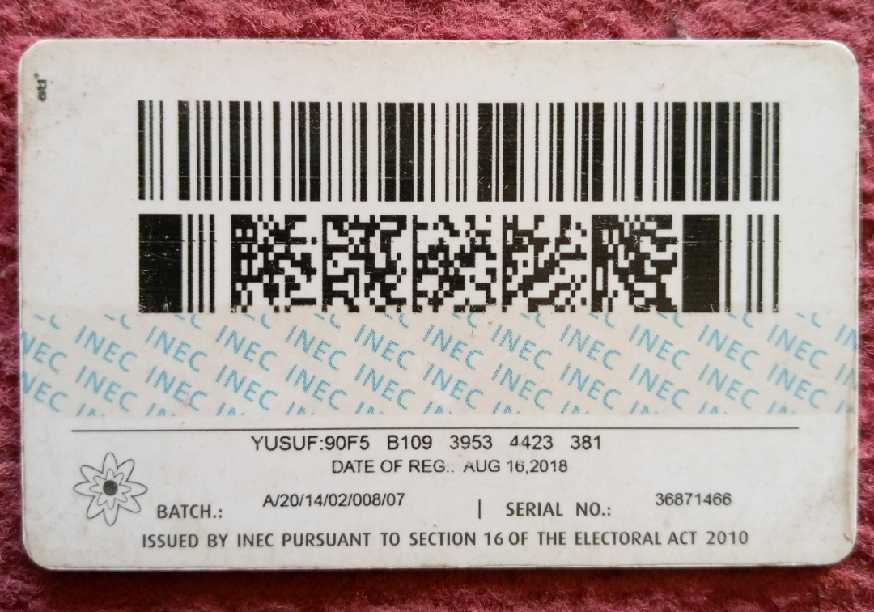 YUSUF:90F5 B109 3953 4423 381
DATE OF REG.: AUG 16,2018
BATCH.: A/20/14/02/008/07 | SERIAL NO.: 36871466
ISSUED BY INEC PURSUANT TO SECTION 16 OF THE ELECTORAL ACT 2010
INEC INEC INEC INEC INEC INEC INEC INEC INEC INEC
INEC INEC INEC INEC INEC INEC INEC INEC INEC INEC